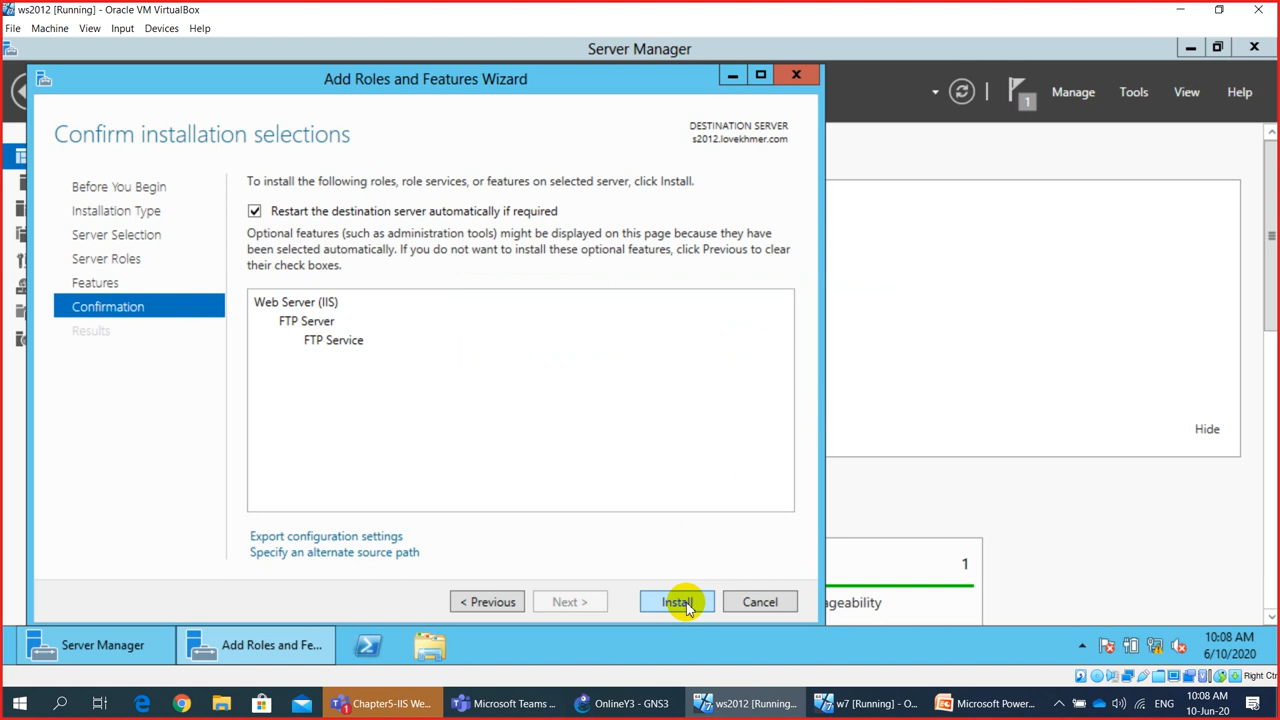 ws2012 [Running] - Oracle VM VirtualBox
File Machine View Input Devices Help
Server Manager
Add Roles and Features Wizard
1
Manage Tools View Help
Confirm installation selections
DESTINATION SERVER
s2012.lovekhmer.com
Before You Begin
Installation Type
Server Selection
Server Roles
Features
Confirmation
Results
To install the following roles, role services, or features on selected server, click Install.
Restart the destination server automatically if required
Optional features (such as administration tools) might be displayed on this page because they have
been selected automatically. If you do not want to install these optional features, click Previous to clear
their check boxes.
Web Server (IIS)
FTP Server
FTP Service
Export configuration settings
Specify an alternate source path
< Previous
Next >
Install
Cancel
Hide
1
ageability
Server Manager
Add Roles and Fe...
10:08 AM
6/10/2020
Right Ctr
Chapter5-IIS We...
Microsoft Teams ...
OnlineY3 - GNS3
ws2012 [Running...
w7 [Running] - O...
Microsoft Power...
ENG
10:08 AM
10-Jun-20